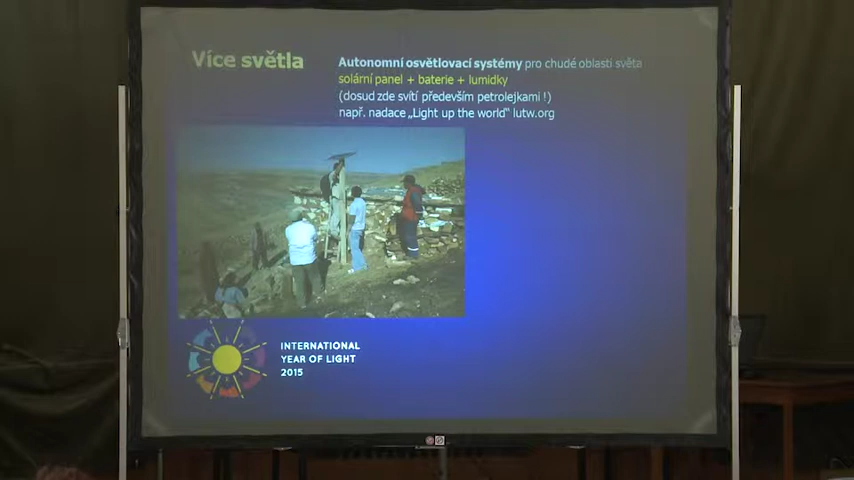 Více světla
Autonomní osvětlovací systémy pro chudé oblasti světa
solární panel + baterie + lumidky
(dosud zde svítí především petrolejkami !)
např. nadace „Light up the world“ lutw.org
INTERNATIONAL
YEAR OF LIGHT
2015